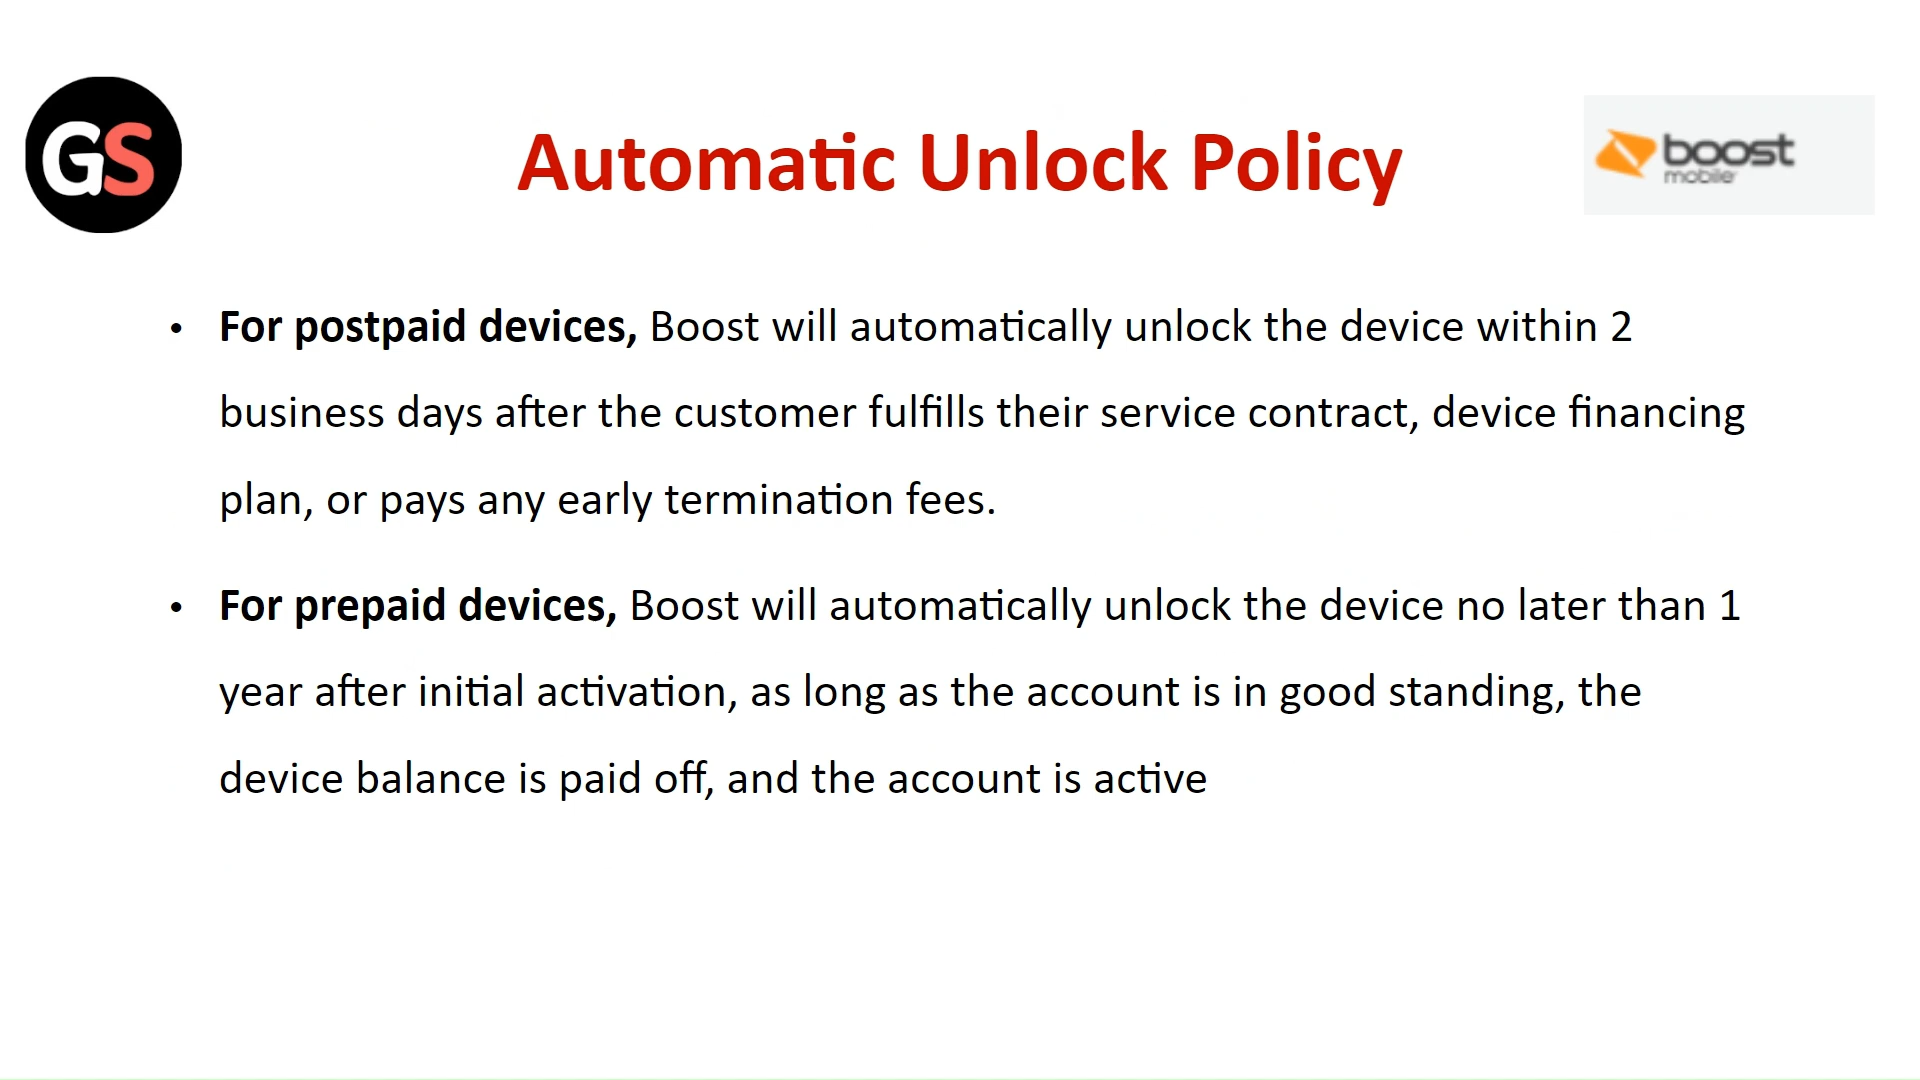 GS
Automatic Unlock Policy
boost
mobile
• For postpaid devices, Boost will automatically unlock the device within 2
business days after the customer fulfills their service contract, device financing
plan, or pays any early termination fees.
• For prepaid devices, Boost will automatically unlock the device no later than 1
year after initial activation, as long as the account is in good standing, the
device balance is paid off, and the account is active